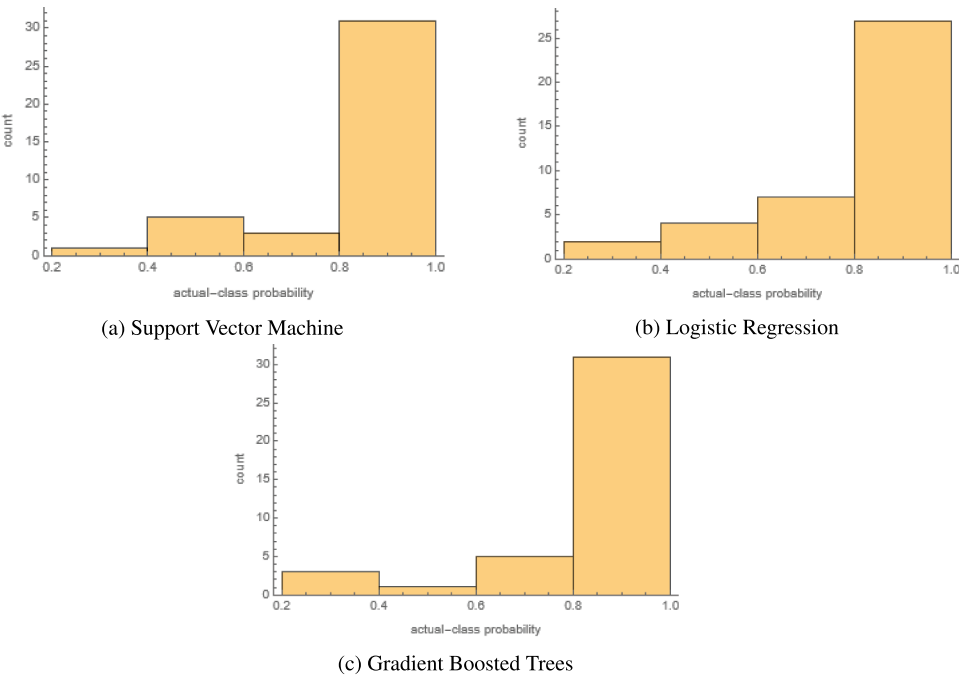 30
25
20
15
10
5
0
count
0.2 0.4 0.6 0.8 1.0
actual-class probability
(a) Support Vector Machine
25
20
15
10
5
0
count
0.2 0.4 0.6 0.8 1.0
actual-class probability
(b) Logistic Regression
30
25
20
15
10
5
0
count
0.2 0.4 0.6 0.8 1.0
actual-class probability
(c) Gradient Boosted Trees